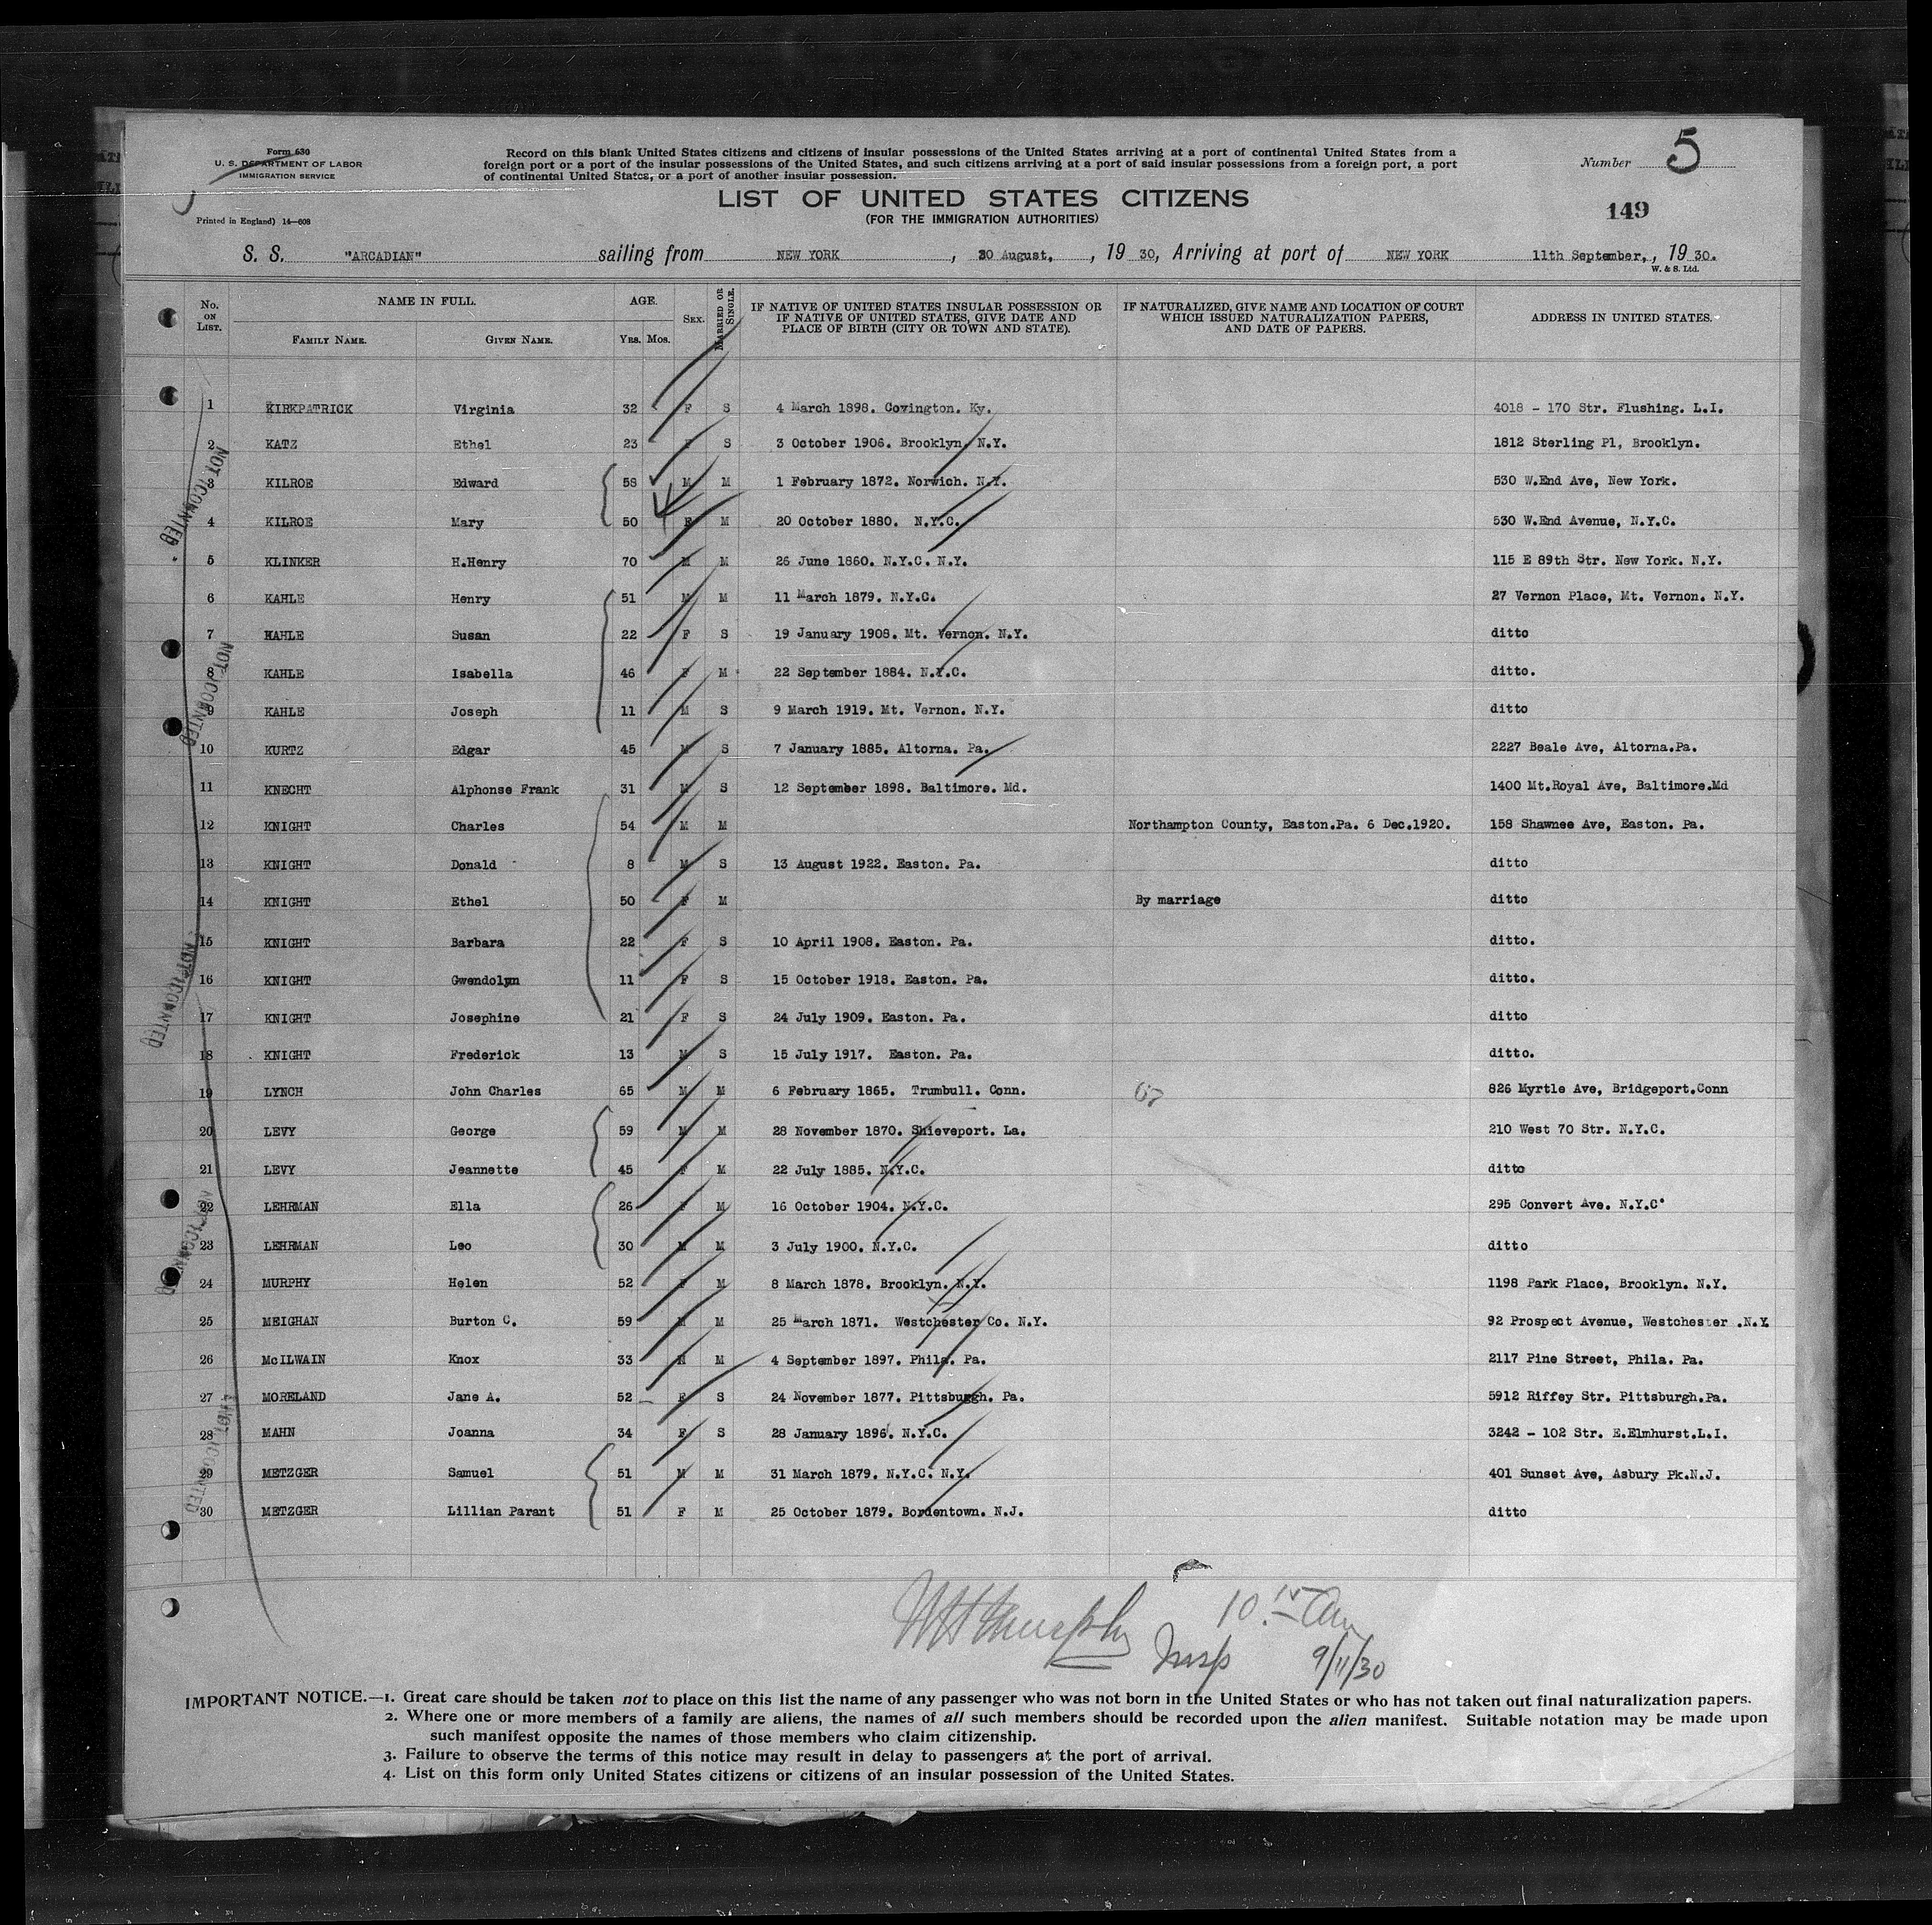 Form 630
U. S. DEPARTMENT OF LABOR
IMMIGRATION SERVICE
Printed in England) 14—608
Record on this blank United States citizens and citizens of insular possessions of the United States arriving at a port of continental United States from a
foreign port or a port of the insular possessions of the United States, and such citizens arriving at a port of said insular possessions from a foreign port, a port
of continental United States, or a port of another insular possession.
Number 5
LIST OF UNITED STATES CITIZENS
(FOR THE IMMIGRATION AUTHORITIES)
149
S. S. "ARCADIAN" sailing from NEW YORK, 30 August, , 19 30, Arriving at port of NEW YORK 11th September, , 19 30.
W. & S. Ltd.
No. ON LIST. NAME IN FULL. AGE. SEX. MARRIED OR SINGLE. IF NATIVE OF UNITED STATES INSULAR POSSESSION OR IF NATIVE OF UNITED STATES, GIVE DATE AND PLACE OF BIRTH (CITY OR TOWN AND STATE). IF NATURALIZED, GIVE NAME AND LOCATION OF COURT WHICH ISSUED NATURALIZATION PAPERS, AND DATE OF PAPERS. ADDRESS IN UNITED STATES.
FAMILY NAME. GIVEN NAME. YRS. MOS.
1 KIRKPATRICK Virginia 32 F S 4 March 1898. Covington. Ky. 4018 - 170 Str. Flushing. L.I.
2 KATZ Ethel 23 F S 3 October 1906. Brooklyn. N.Y. 1812 Sterling Pl, Brooklyn.
3 KILROE Edward 58 M M 1 February 1872. Norwich. N.Y. 530 W.End Ave, New York.
4 KILROE Mary 50 F M 20 October 1880. N.Y.C. 530 W.End Avenue, N.Y.C.
5 KLINKER H.Henry 70 M M 26 June 1860. N.Y.C. N.Y. 115 E 89th Str. New York. N.Y.
6 KAHLE Henry 51 M M 11 March 1879. N.Y.C. 27 Vernon Place, Mt. Vernon. N.Y.
7 KAHLE Susan 22 F S 19 January 1908. Mt. Vernon. N.Y. ditto
8 KAHLE Isabella 46 F M 22 September 1884. N.Y.C. ditto.
9 KAHLE Joseph 11 M S 9 March 1919. Mt. Vernon. N.Y. ditto
10 KURTZ Edgar 45 M S 7 January 1885. Altorna. Pa. 2227 Beale Ave, Altorna.Pa.
11 KNECHT Alphonse Frank 31 M S 12 September 1898. Baltimore. Md. 1400 Mt.Royal Ave, Baltimore.Md
12 KNIGHT Charles 54 M M Northampton County, Easton.Pa. 6 Dec.1920. 158 Shawnee Ave, Easton. Pa.
13 KNIGHT Donald 8 M S 13 August 1922. Easton. Pa. ditto
14 KNIGHT Ethel 50 F M By marriage ditto
15 KNIGHT Barbara 22 F S 10 April 1908. Easton. Pa. ditto.
16 KNIGHT Gwendolyn 11 F S 15 October 1918. Easton. Pa. ditto.
17 KNIGHT Josephine 21 F S 24 July 1909. Easton. Pa. ditto
18 KNIGHT Frederick 13 M S 15 July 1917. Easton. Pa. ditto.
19 LYNCH John Charles 65 M M 6 February 1865. Trumbull. Conn. 67 826 Myrtle Ave, Bridgeport.Conn
20 LEVY George 59 M M 28 November 1870. Shieveport. La. 210 West 70 Str. N.Y.C.
21 LEVY Jeannette 45 F M 22 July 1885. N.Y.C. ditto
22 LEHRMAN Ella 26 F M 16 October 1904. N.Y.C. 295 Convert Ave. N.Y.C
23 LEHRMAN Leo 30 M M 3 July 1900. N.Y.C. ditto
24 MURPHY Helen 52 F M 8 March 1878. Brooklyn. N.Y. 1198 Park Place, Brooklyn. N.Y.
25 MEIGHAN Burton C. 59 M M 25 March 1871. Westchester Co. N.Y. 92 Prospect Avenue, Westchester .N.Y.
26 McILWAIN Knox 33 M M 4 September 1897. Phila. Pa. 2117 Pine Street, Phila. Pa.
27 MORELAND Jane A. 52 F S 24 November 1877. Pittsburgh. Pa. 5912 Riffey Str. Pittsburgh.Pa.
28 MAHN Joanna 34 F S 28 January 1896. N.Y.C. 3242 - 102 Str. E.Elmhurst.L.I.
29 METZGER Samuel 51 M M 31 March 1879. N.Y.C. N.Y. 401 Sunset Ave, Asbury Pk.N.J.
30 METZGER Lillian Parant 51 F M 25 October 1879. Bordentown. N.J. ditto
NOT COUNTED
NOT COUNTED
NOT COUNTED
NOT COUNTED
NOT COUNTED
Murphy 10 Am
Insp 9/11/30
IMPORTANT NOTICE.—1. Great care should be taken not to place on this list the name of any passenger who was not born in the United States or who has not taken out final naturalization papers.
2. Where one or more members of a family are aliens, the names of all such members should be recorded upon the alien manifest. Suitable notation may be made upon
such manifest opposite the names of those members who claim citizenship.
3. Failure to observe the terms of this notice may result in delay to passengers at the port of arrival.
4. List on this form only United States citizens or citizens of an insular possession of the United States.